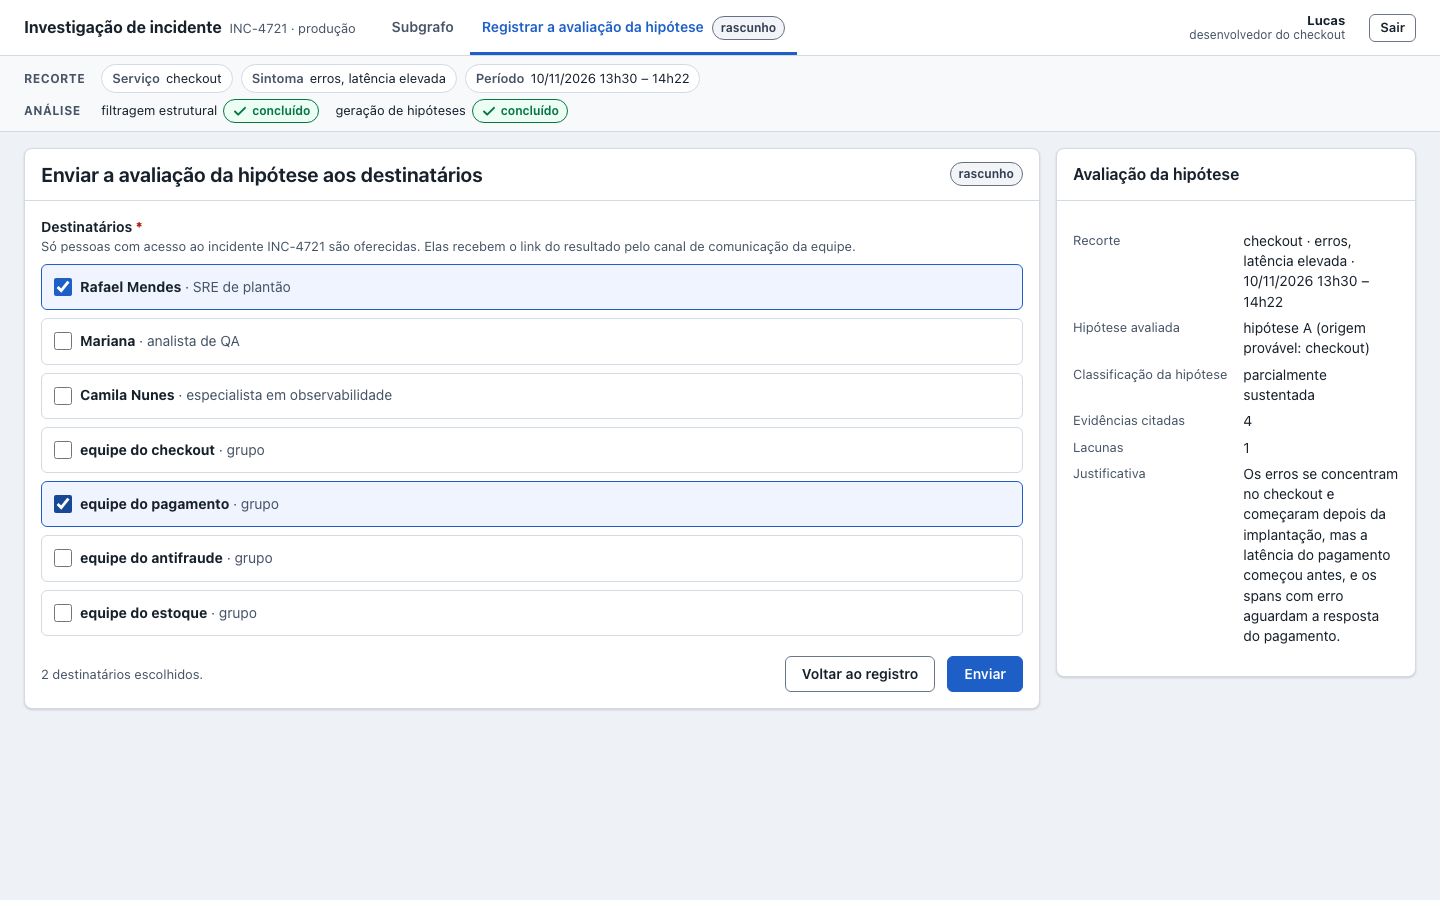 Investigação de incidente INC-4721 · produção
Subgrafo
Registrar a avaliação da hipótese rascunho
Lucas
desenvolvedor do checkout
Sair
RECORTE Serviço checkout Sintoma erros, latência elevada Período 10/11/2026 13h30 – 14h22
ANÁLISE filtragem estrutural concluído geração de hipóteses concluído
Enviar a avaliação da hipótese aos destinatários rascunho
Destinatários *
Só pessoas com acesso ao incidente INC-4721 são oferecidas. Elas recebem o link do resultado pelo canal de comunicação da equipe.
Rafael Mendes · SRE de plantão
Mariana · analista de QA
Camila Nunes · especialista em observabilidade
equipe do checkout · grupo
equipe do pagamento · grupo
equipe do antifraude · grupo
equipe do estoque · grupo
2 destinatários escolhidos.
Voltar ao registro
Enviar
Avaliação da hipótese
Recorte checkout · erros,
latência elevada ·
10/11/2026 13h30 –
14h22
Hipótese avaliada hipótese A (origem
provável: checkout)
Classificação da hipótese parcialmente
sustentada
Evidências citadas 4
Lacunas 1
Justificativa Os erros se concentram
no checkout e
começaram depois da
implantação, mas a
latência do pagamento
começou antes, e os
spans com erro
aguardam a resposta
do pagamento.